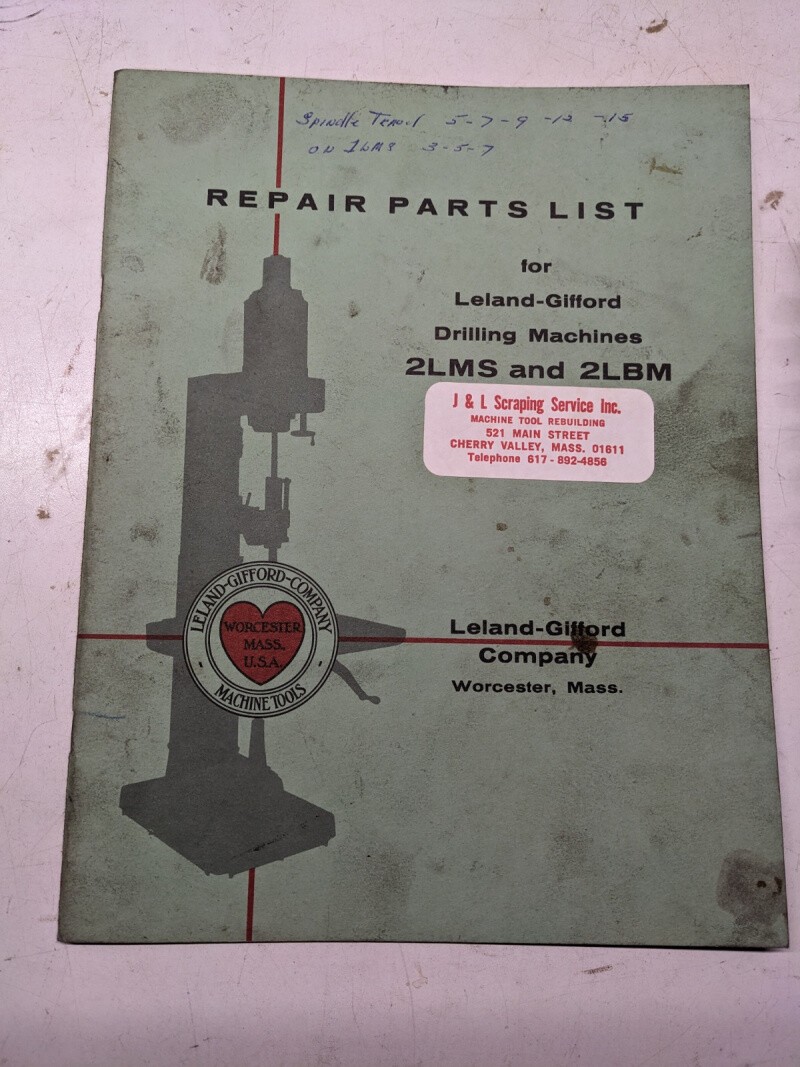 Spindle Travel 5-7-9-12-15
on 1LMS 3-5-7
REPAIR PARTS LIST
for
Leland-Gifford
Drilling Machines
2LMS and 2LBM
J & L Scraping Service Inc.
MACHINE TOOL REBUILDING
521 MAIN STREET
CHERRY VALLEY, MASS. 01611
Telephone 617-892-4856
LELAND-GIFFORD-COMPANY
WORCESTER
MASS.
U.S.A.
MACHINE TOOLS
Leland-Gifford
Company
Worcester, Mass.